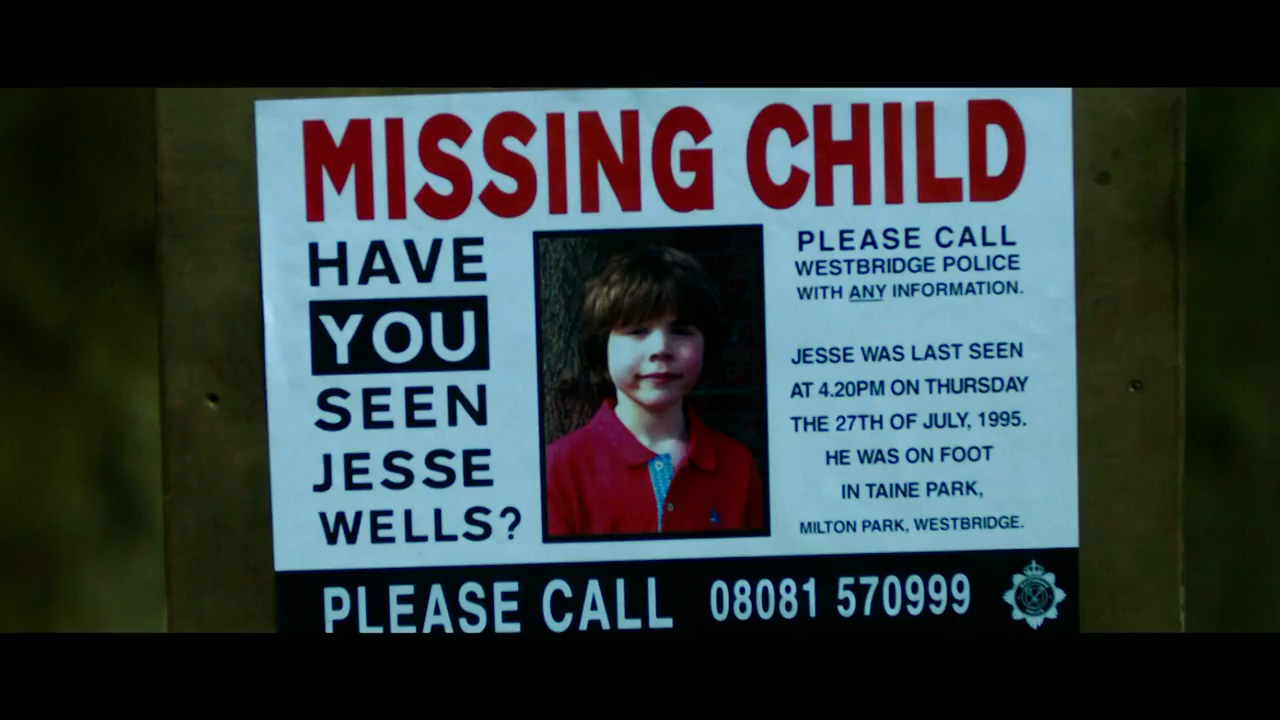 MISSING CHILD
HAVE
YOU
SEEN
JESSE
WELLS?
PLEASE CALL
WESTBRIDGE POLICE
WITH ANY INFORMATION.
JESSE WAS LAST SEEN
AT 4.20PM ON THURSDAY
THE 27TH OF JULY, 1995.
HE WAS ON FOOT
IN TAINE PARK,
MILTON PARK, WESTBRIDGE.
PLEASE CALL 08081 570999